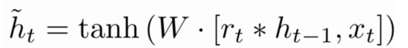 h̃_t = tanh (W · [r_t * h_{t−1}, x_t])